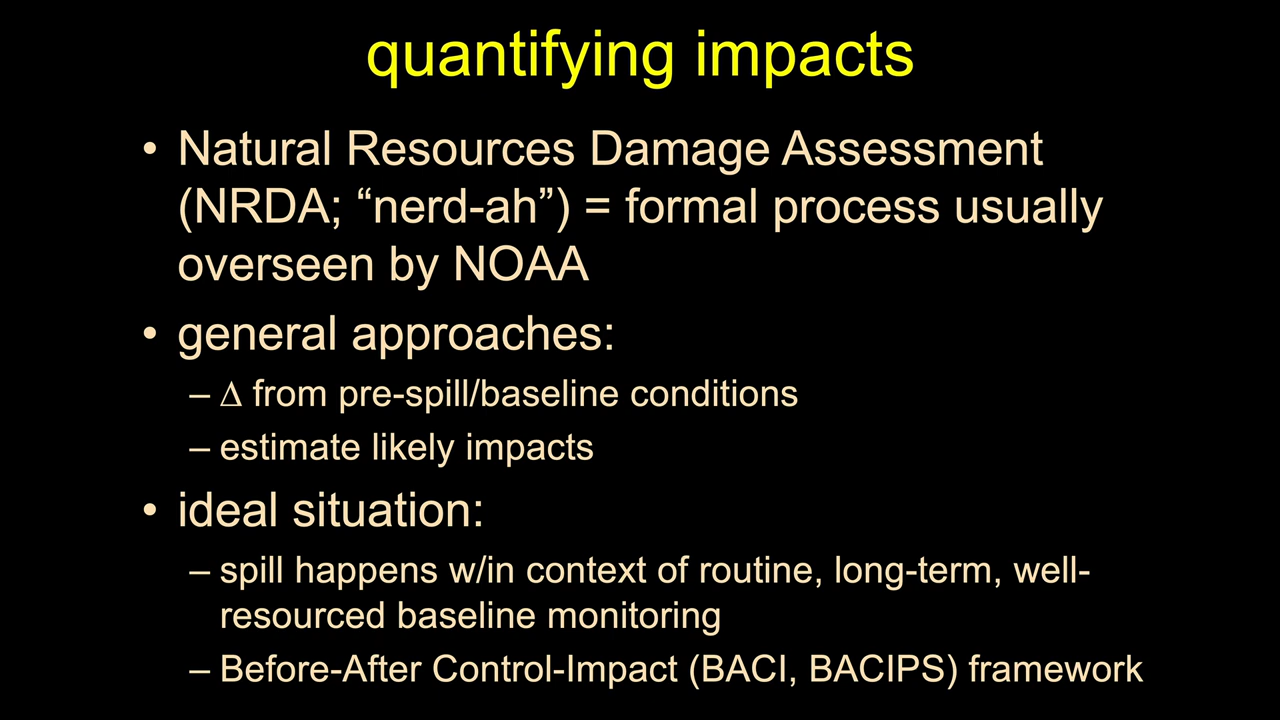 quantifying impacts
• Natural Resources Damage Assessment
(NRDA; “nerd-ah”) = formal process usually
overseen by NOAA
• general approaches:
– Δ from pre-spill/baseline conditions
– estimate likely impacts
• ideal situation:
– spill happens w/in context of routine, long-term, well-
resourced baseline monitoring
– Before-After Control-Impact (BACI, BACIPS) framework